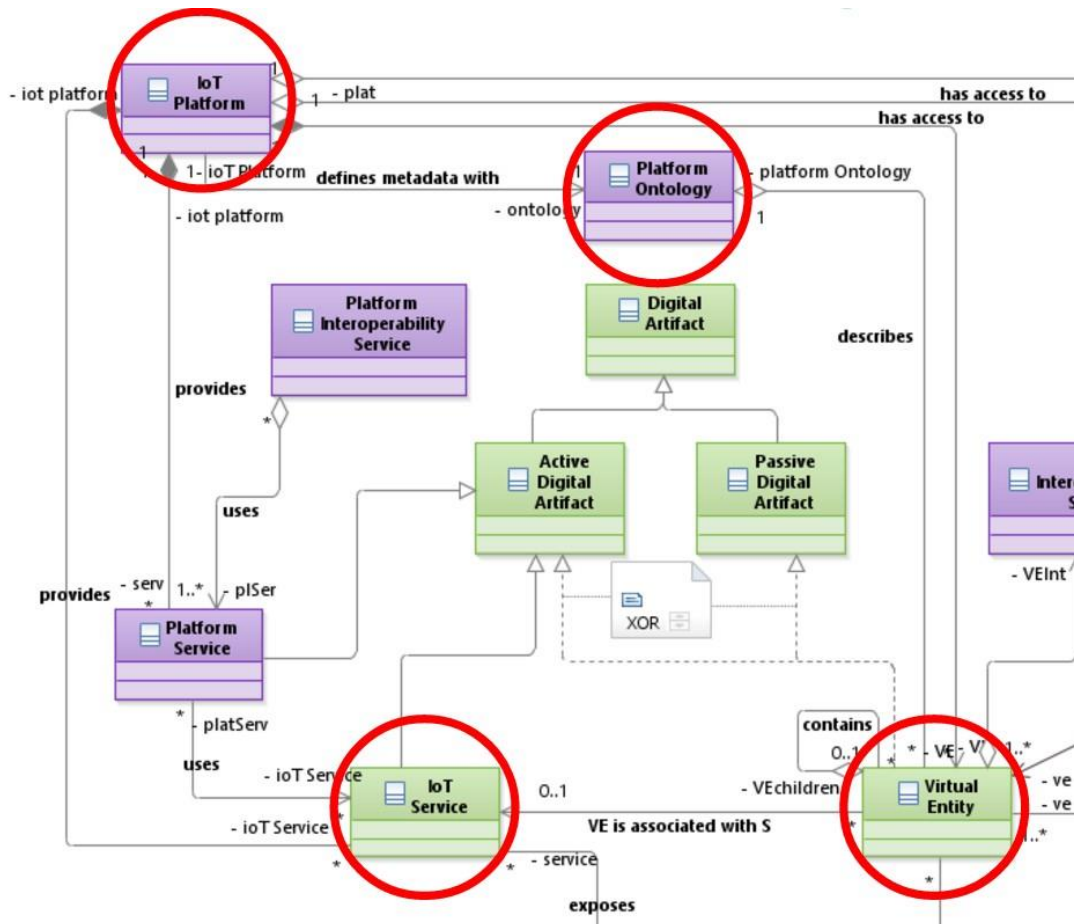 IoT
Platform
1
- iot platform
1
- plat
has access to
has access to
1
1
1- ioT Platform
defines metadata with
1
- ontology
Platform
Ontology
- platform Ontology
1
- iot platform
Platform
Interoperability
Service
Digital
Artifact
describes
provides
*
Active
Digital
Artifact
Passive
Digital
Artifact
uses
- VEInt
provides
- serv
*
1..*
- plSer
XOR
Platform
Service
*
- platServ
uses
contains
0..1
*
*
- VE
1..*
- ioT Service
IoT
Service
*
0..1
- VEchildren
Virtual
Entity
- ve
- ve
- ioT Service
VE is associated with S
*
1..*
*
*
- service
*
exposes